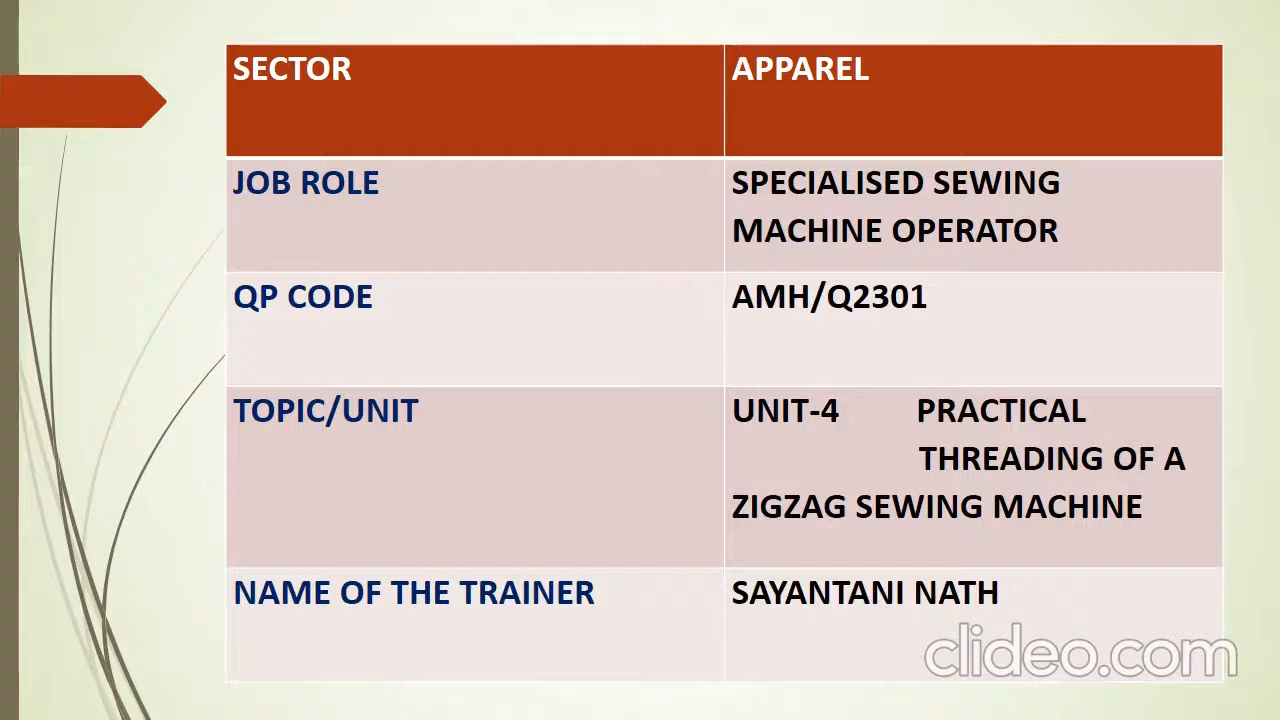 SECTOR
APPAREL
JOB ROLE
SPECIALISED SEWING
MACHINE OPERATOR
QP CODE
AMH/Q2301
TOPIC/UNIT
UNIT-4 PRACTICAL
THREADING OF A
ZIGZAG SEWING MACHINE
NAME OF THE TRAINER
SAYANTANI NATH
clideo.com